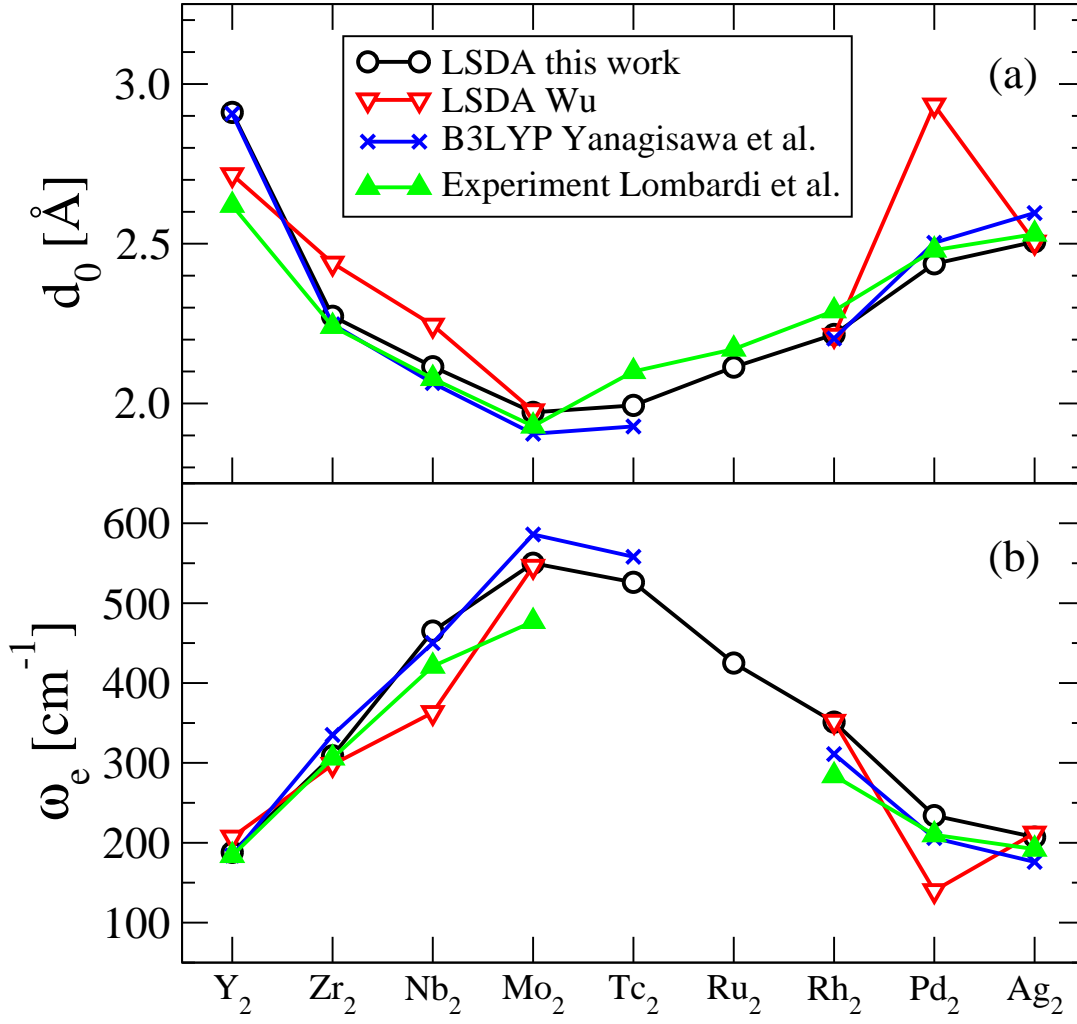 (a)
LSDA this work
LSDA Wu
B3LYP Yanagisawa et al.
Experiment Lombardi et al.
d₀ [Å]
3.0
2.5
2.0
(b)
ωₑ [cm⁻¹]
600
500
400
300
200
100
Y₂ Zr₂ Nb₂ Mo₂ Tc₂ Ru₂ Rh₂ Pd₂ Ag₂